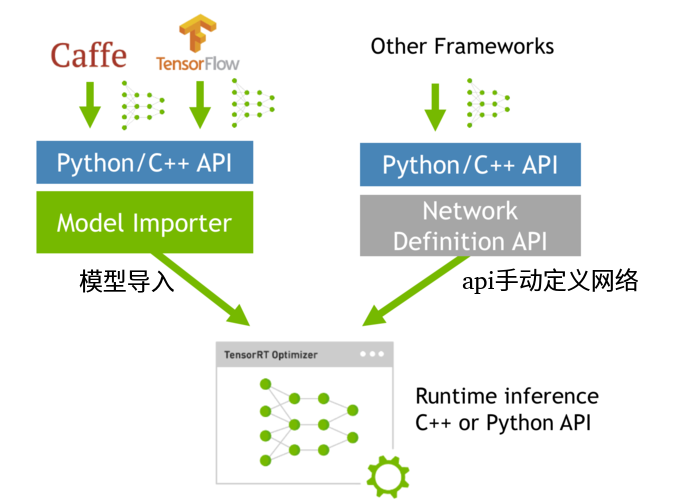 Caffe
TensorFlow
Other Frameworks
Python/C++ API
Model Importer
Python/C++ API
Network
Definition API
模型导入
api手动定义网络
TensorRT Optimizer
Runtime inference
C++ or Python API